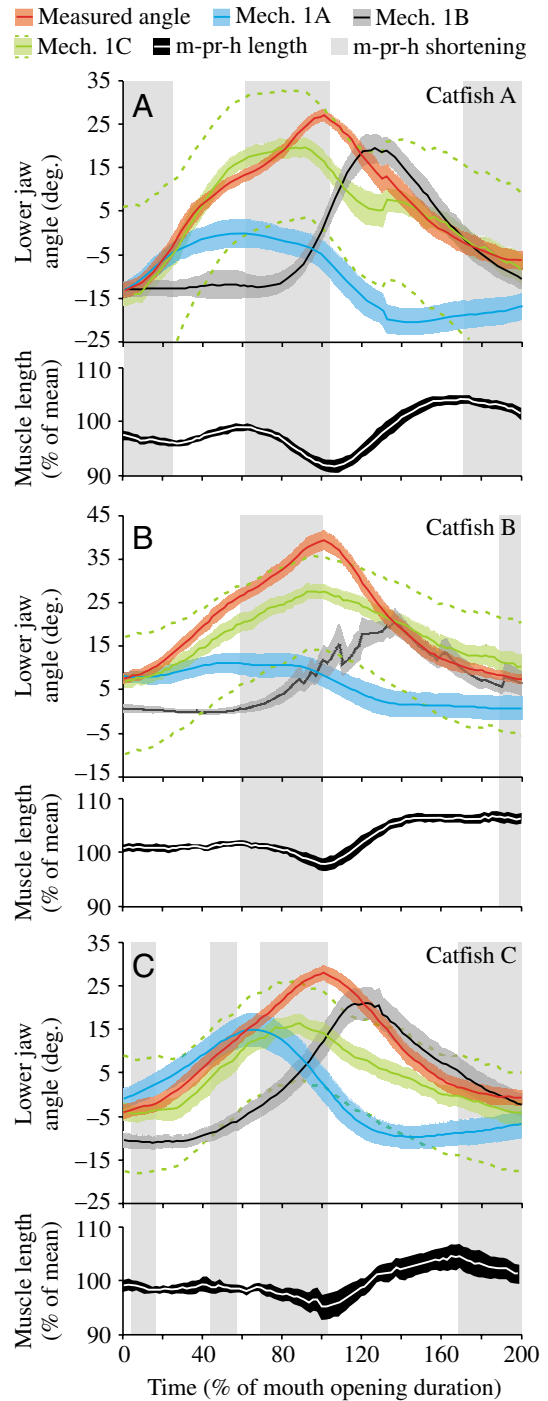 Measured angle Mech. 1A Mech. 1B
Mech. 1C m-pr-h length m-pr-h shortening
A
Catfish A
Lower jaw
angle (deg.)
35
25
15
5
–5
–15
–25
Muscle length
(% of mean)
110
100
90
B
Catfish B
Lower jaw
angle (deg.)
45
35
25
15
5
–5
–15
Muscle length
(% of mean)
110
100
90
C
Catfish C
Lower jaw
angle (deg.)
35
25
15
5
–5
–15
–25
Muscle length
(% of mean)
110
100
90
0 40 80 120 160 200
Time (% of mouth opening duration)